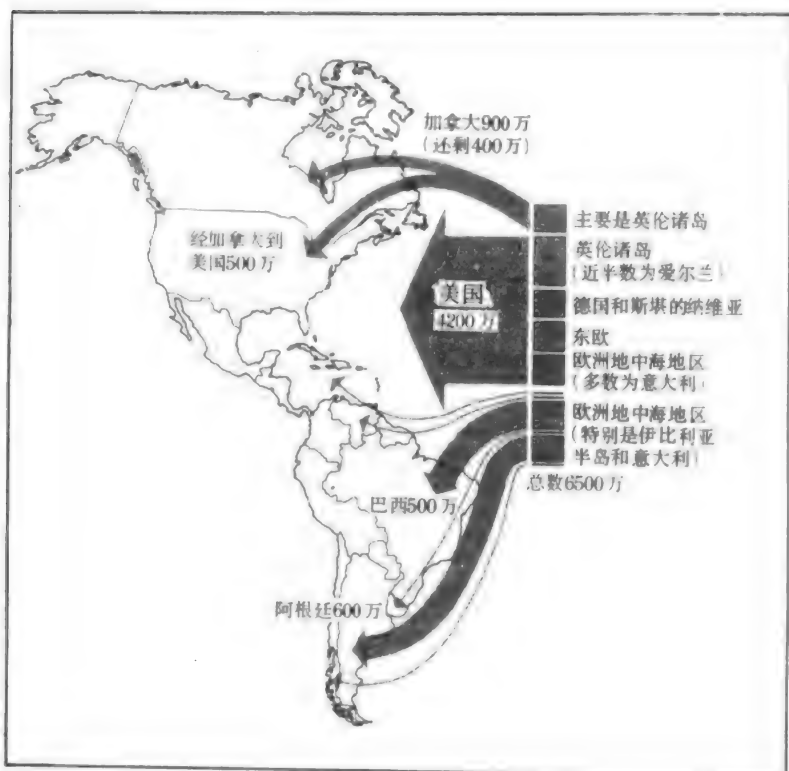 加拿大900万
(还剩400万)
主要是英伦诸岛
经加拿大到
美国500万
英伦诸岛
(近半数为爱尔兰)
美国
4200万
德国和斯堪的纳维亚
东欧
欧洲地中海地区
(多数为意大利)
欧洲地中海地区
(特别是伊比利亚
半岛和意大利)
总数6500万
巴西500万
阿根廷600万